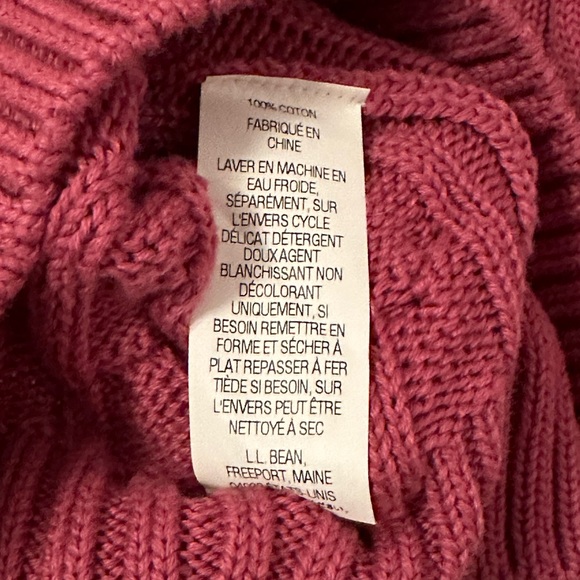 100% COTON
FABRIQUÉ EN
CHINE
LAVER EN MACHINE EN
EAU FROIDE,
SÉPARÉMENT, SUR
L'ENVERS CYCLE
DÉLICAT DÉTERGENT
DOUX AGENT
BLANCHISSANT NON
DÉCOLORANT
UNIQUEMENT, SI
BESOIN REMETTRE EN
FORME ET SÉCHER À
PLAT REPASSER À FER
TIÈDE SI BESOIN, SUR
L'ENVERS PEUT ÊTRE
NETTOYÉ À SEC
L.L. BEAN,
FREEPORT, MAINE
ÉTATS-UNIS